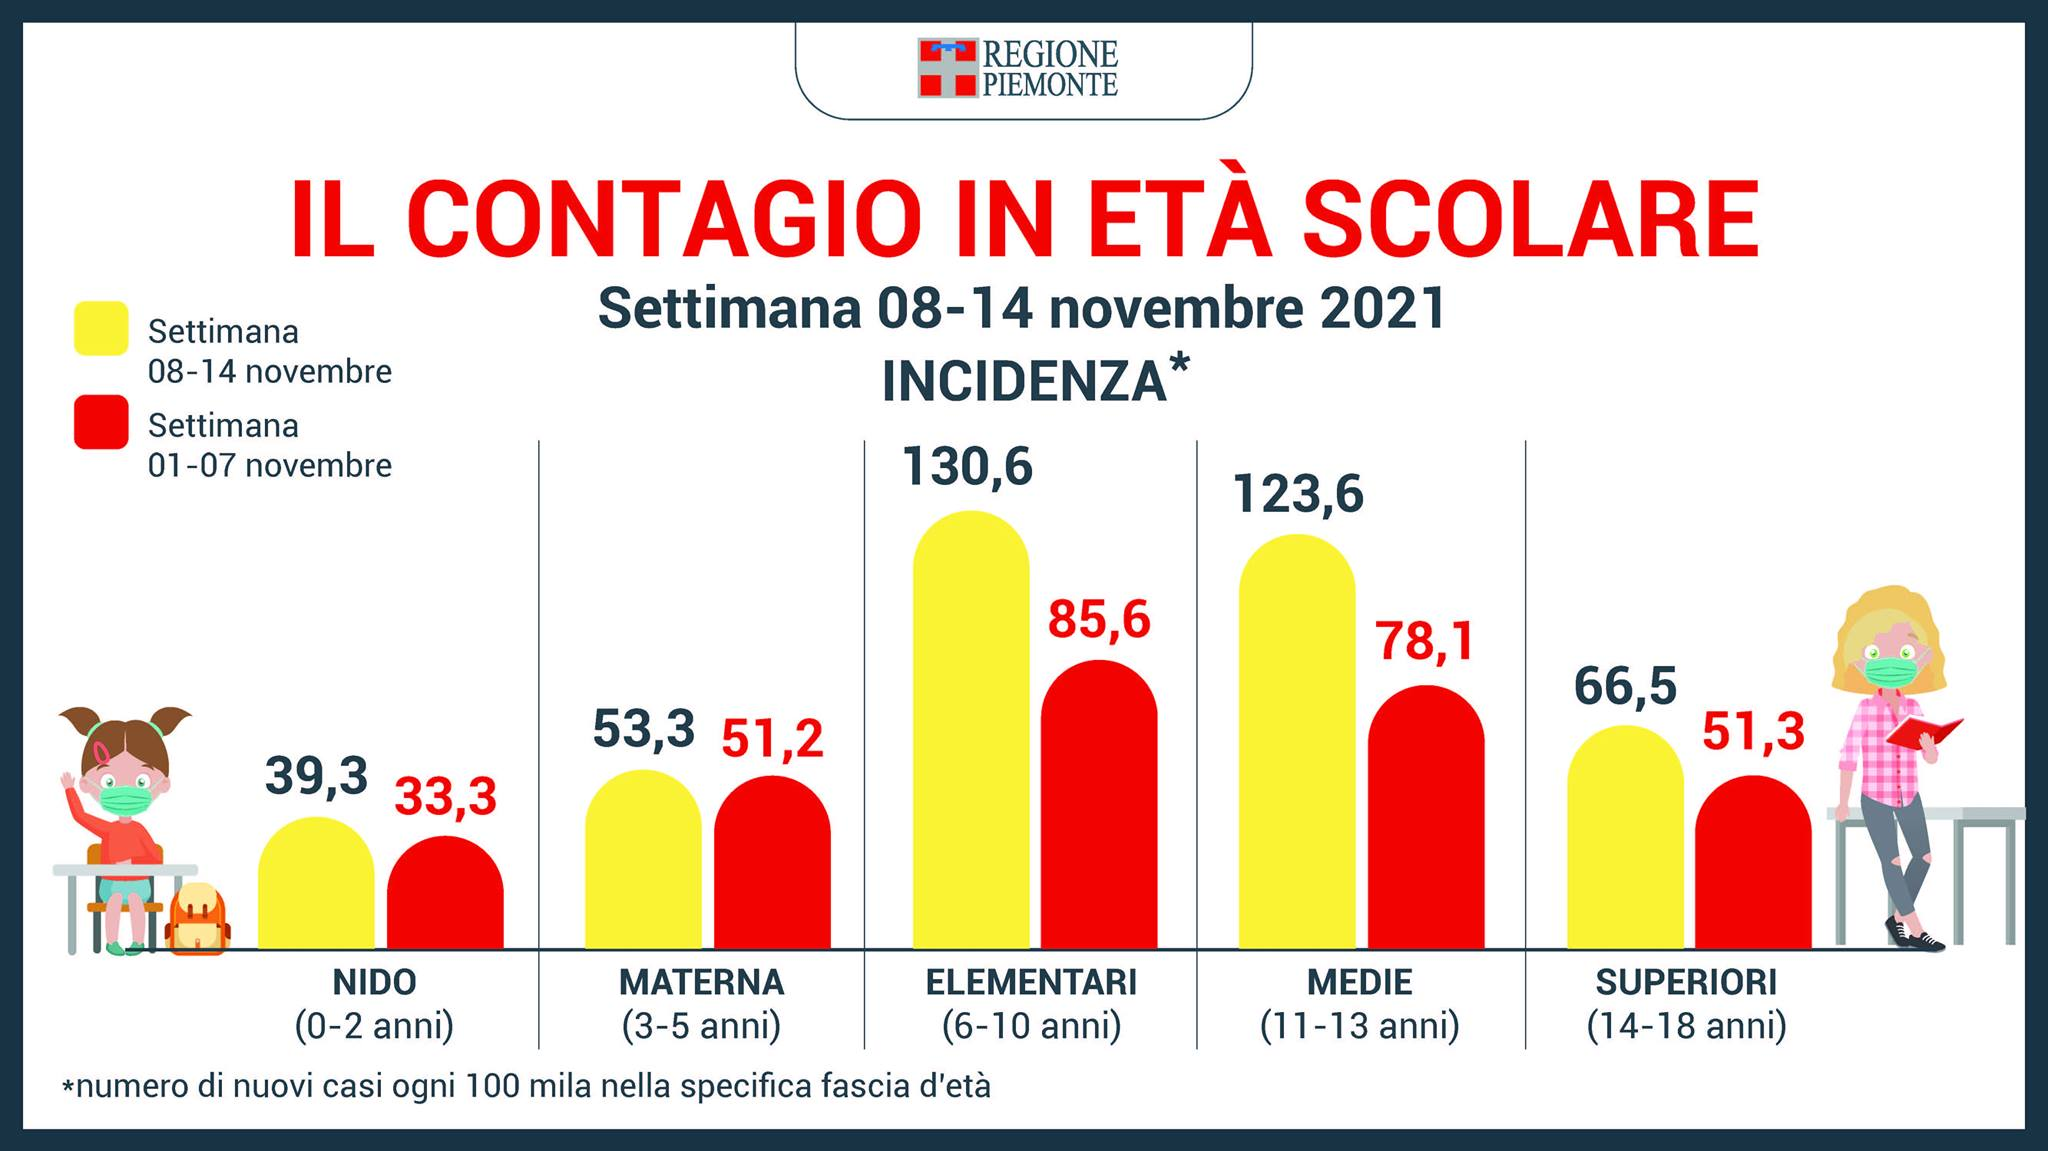 REGIONE
PIEMONTE
IL CONTAGIO IN ETÀ SCOLARE
Settimana 08-14 novembre 2021
INCIDENZA*
Settimana
08-14 novembre
Settimana
01-07 novembre
39,3
33,3
53,3
51,2
130,6
85,6
123,6
78,1
66,5
51,3
NIDO
(0-2 anni)
MATERNA
(3-5 anni)
ELEMENTARI
(6-10 anni)
MEDIE
(11-13 anni)
SUPERIORI
(14-18 anni)
*numero di nuovi casi ogni 100 mila nella specifica fascia d'età